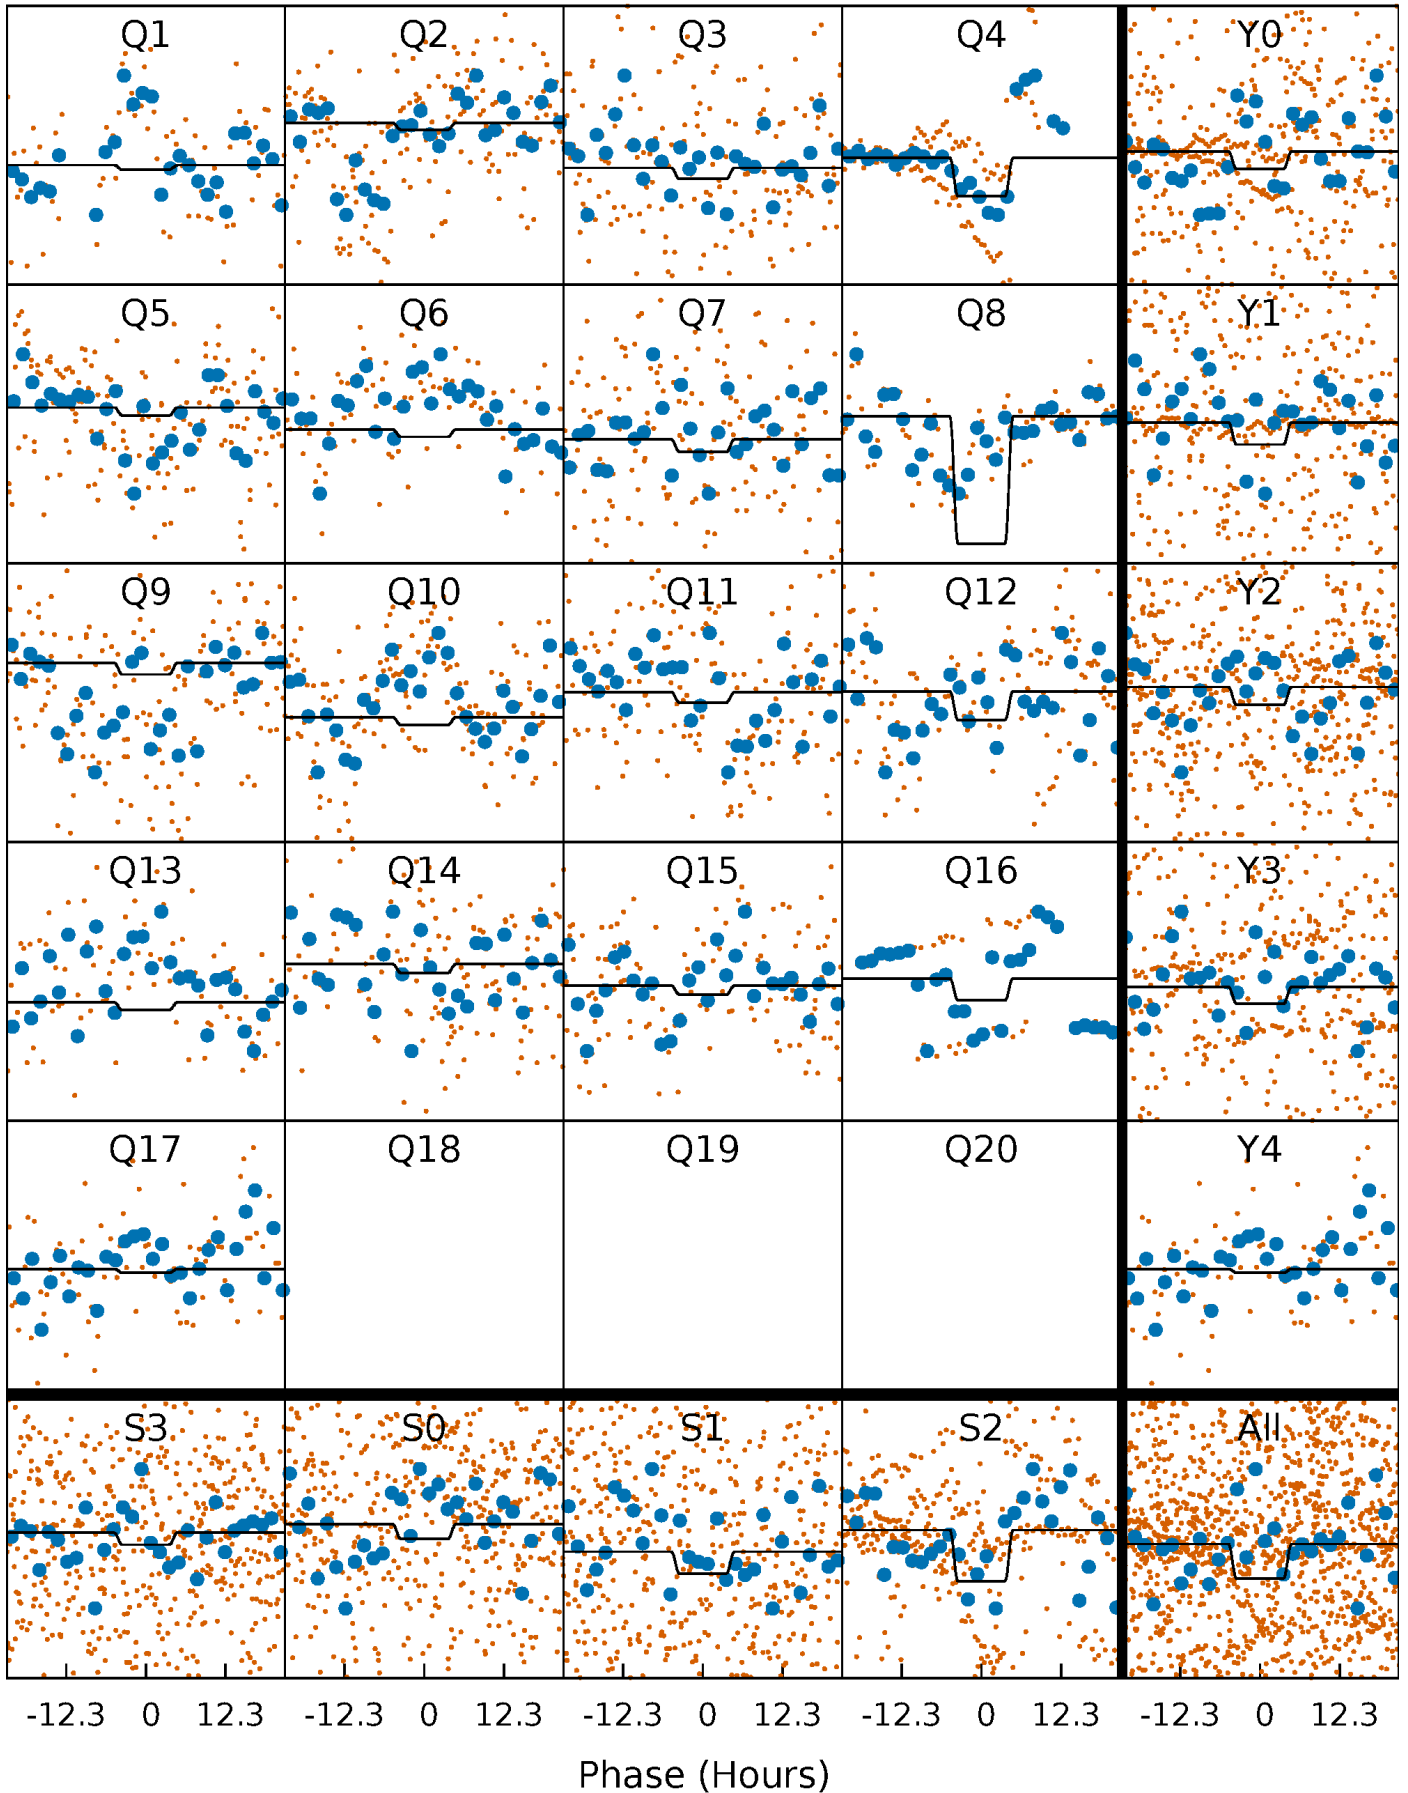 Q1 Q2 Q3 Q4 Y0
Q5 Q6 Q7 Q8 Y1
Q9 Q10 Q11 Q12 Y2
Q13 Q14 Q15 Q16 Y3
Q17 Q18 Q19 Q20 Y4
S3 S0 S1 S2 All
-12.3 0 12.3 -12.3 0 12.3 -12.3 0 12.3 -12.3 0 12.3 -12.3 0 12.3
Phase (Hours)